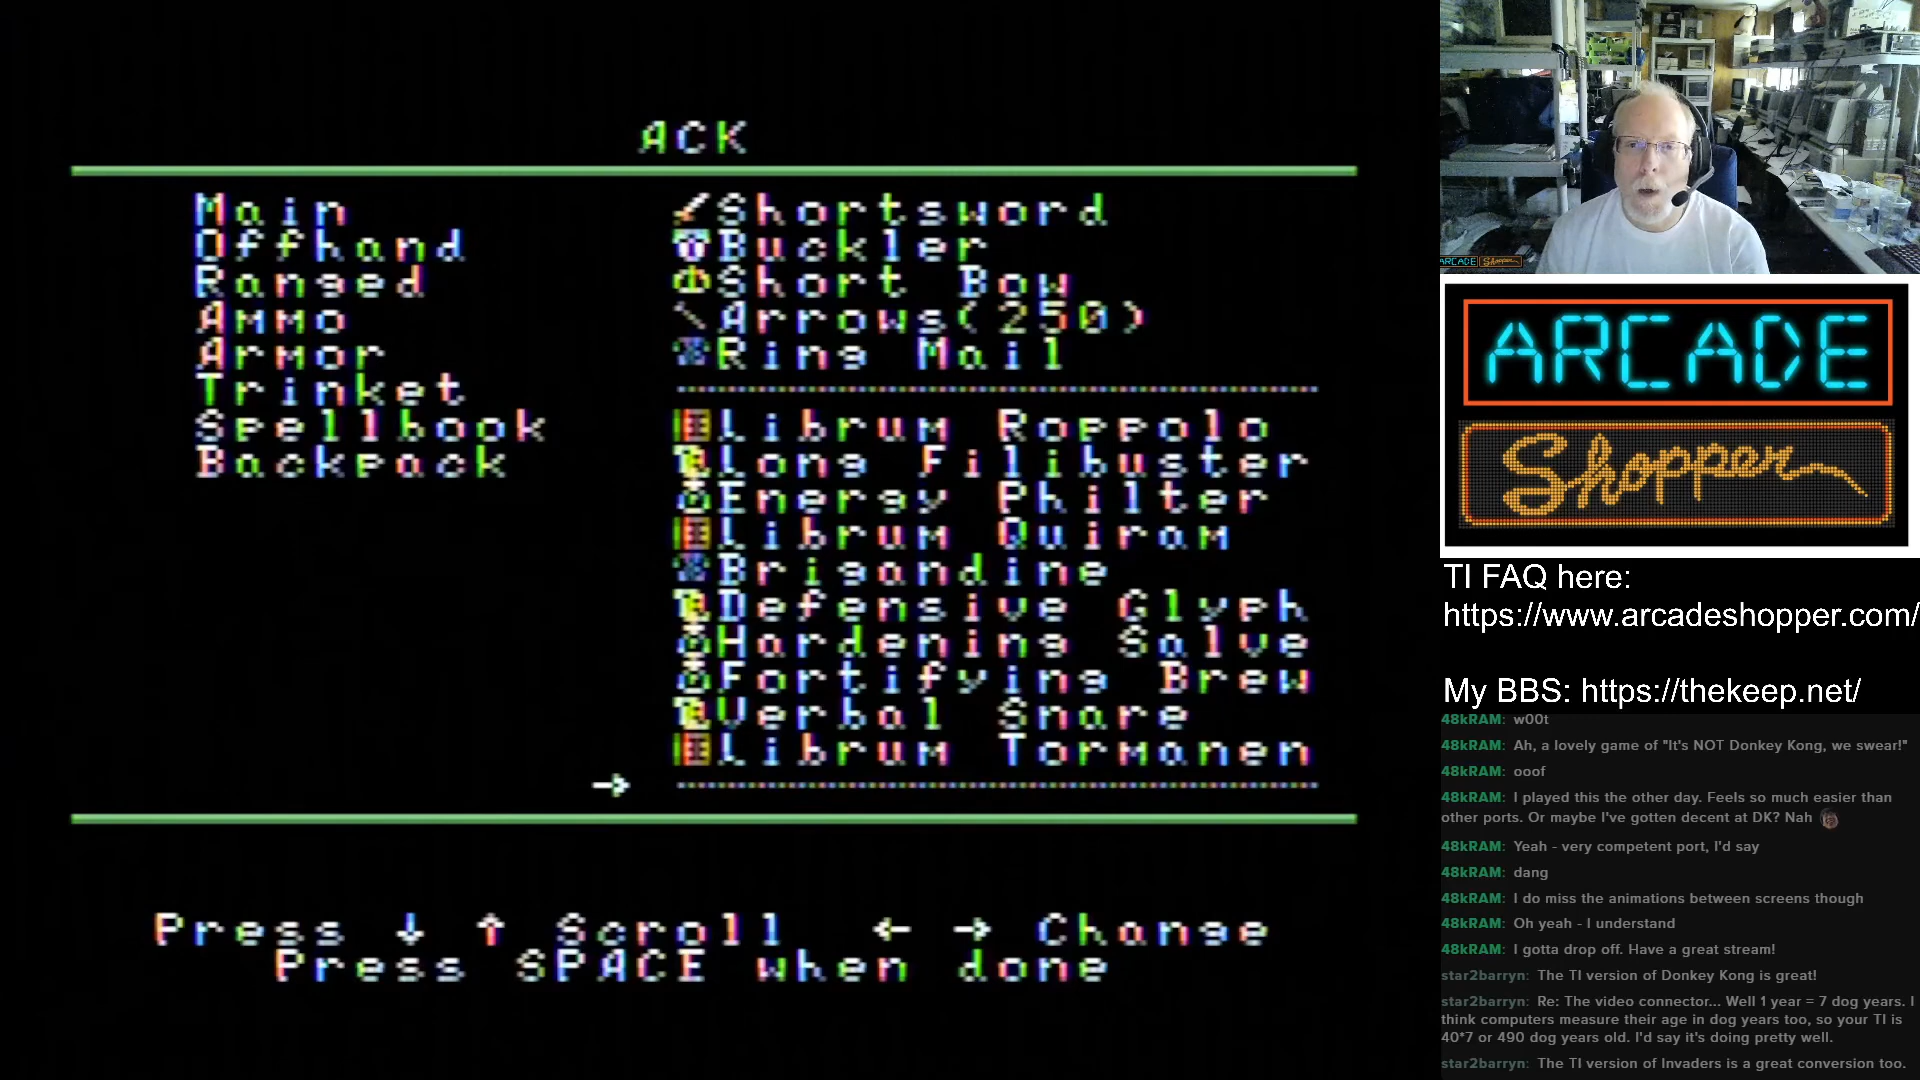 ACK
Main
Offhand
Ranged
Ammo
Armor
Trinket
Spellbook
Backpack
Shortsword
Buckler
Short Bow
Arrows(250)
Ring Mail
Librum Roppolo
Long Filibuster
Energy Philter
Librum Quiram
Brigandine
Defensive Glyph
Hardening Salve
Fortifying Brew
Verbal Snare
Librum Tormanen
→
Press ↓ ↑ Scroll ← → Change
Press SPACE when done
ARCADE Shopper
ARCADE
Shopper
TI FAQ here:
https://www.arcadeshopper.com/
My BBS: https://thekeep.net/
48kRAM: w00t
48kRAM: Ah, a lovely game of "It's NOT Donkey Kong, we swear!"
48kRAM: ooof
48kRAM: I played this the other day. Feels so much easier than
other ports. Or maybe I've gotten decent at DK? Nah
48kRAM: Yeah - very competent port, I'd say
48kRAM: dang
48kRAM: I do miss the animations between screens though
48kRAM: Oh yeah - I understand
48kRAM: I gotta drop off. Have a great stream!
star2barryn: The TI version of Donkey Kong is great!
star2barryn: Re: The video connector... Well 1 year = 7 dog years. I
think computers measure their age in dog years too, so your TI is
40*7 or 490 dog years old. I'd say it's doing pretty well.
star2barryn: The TI version of Invaders is a great conversion too.